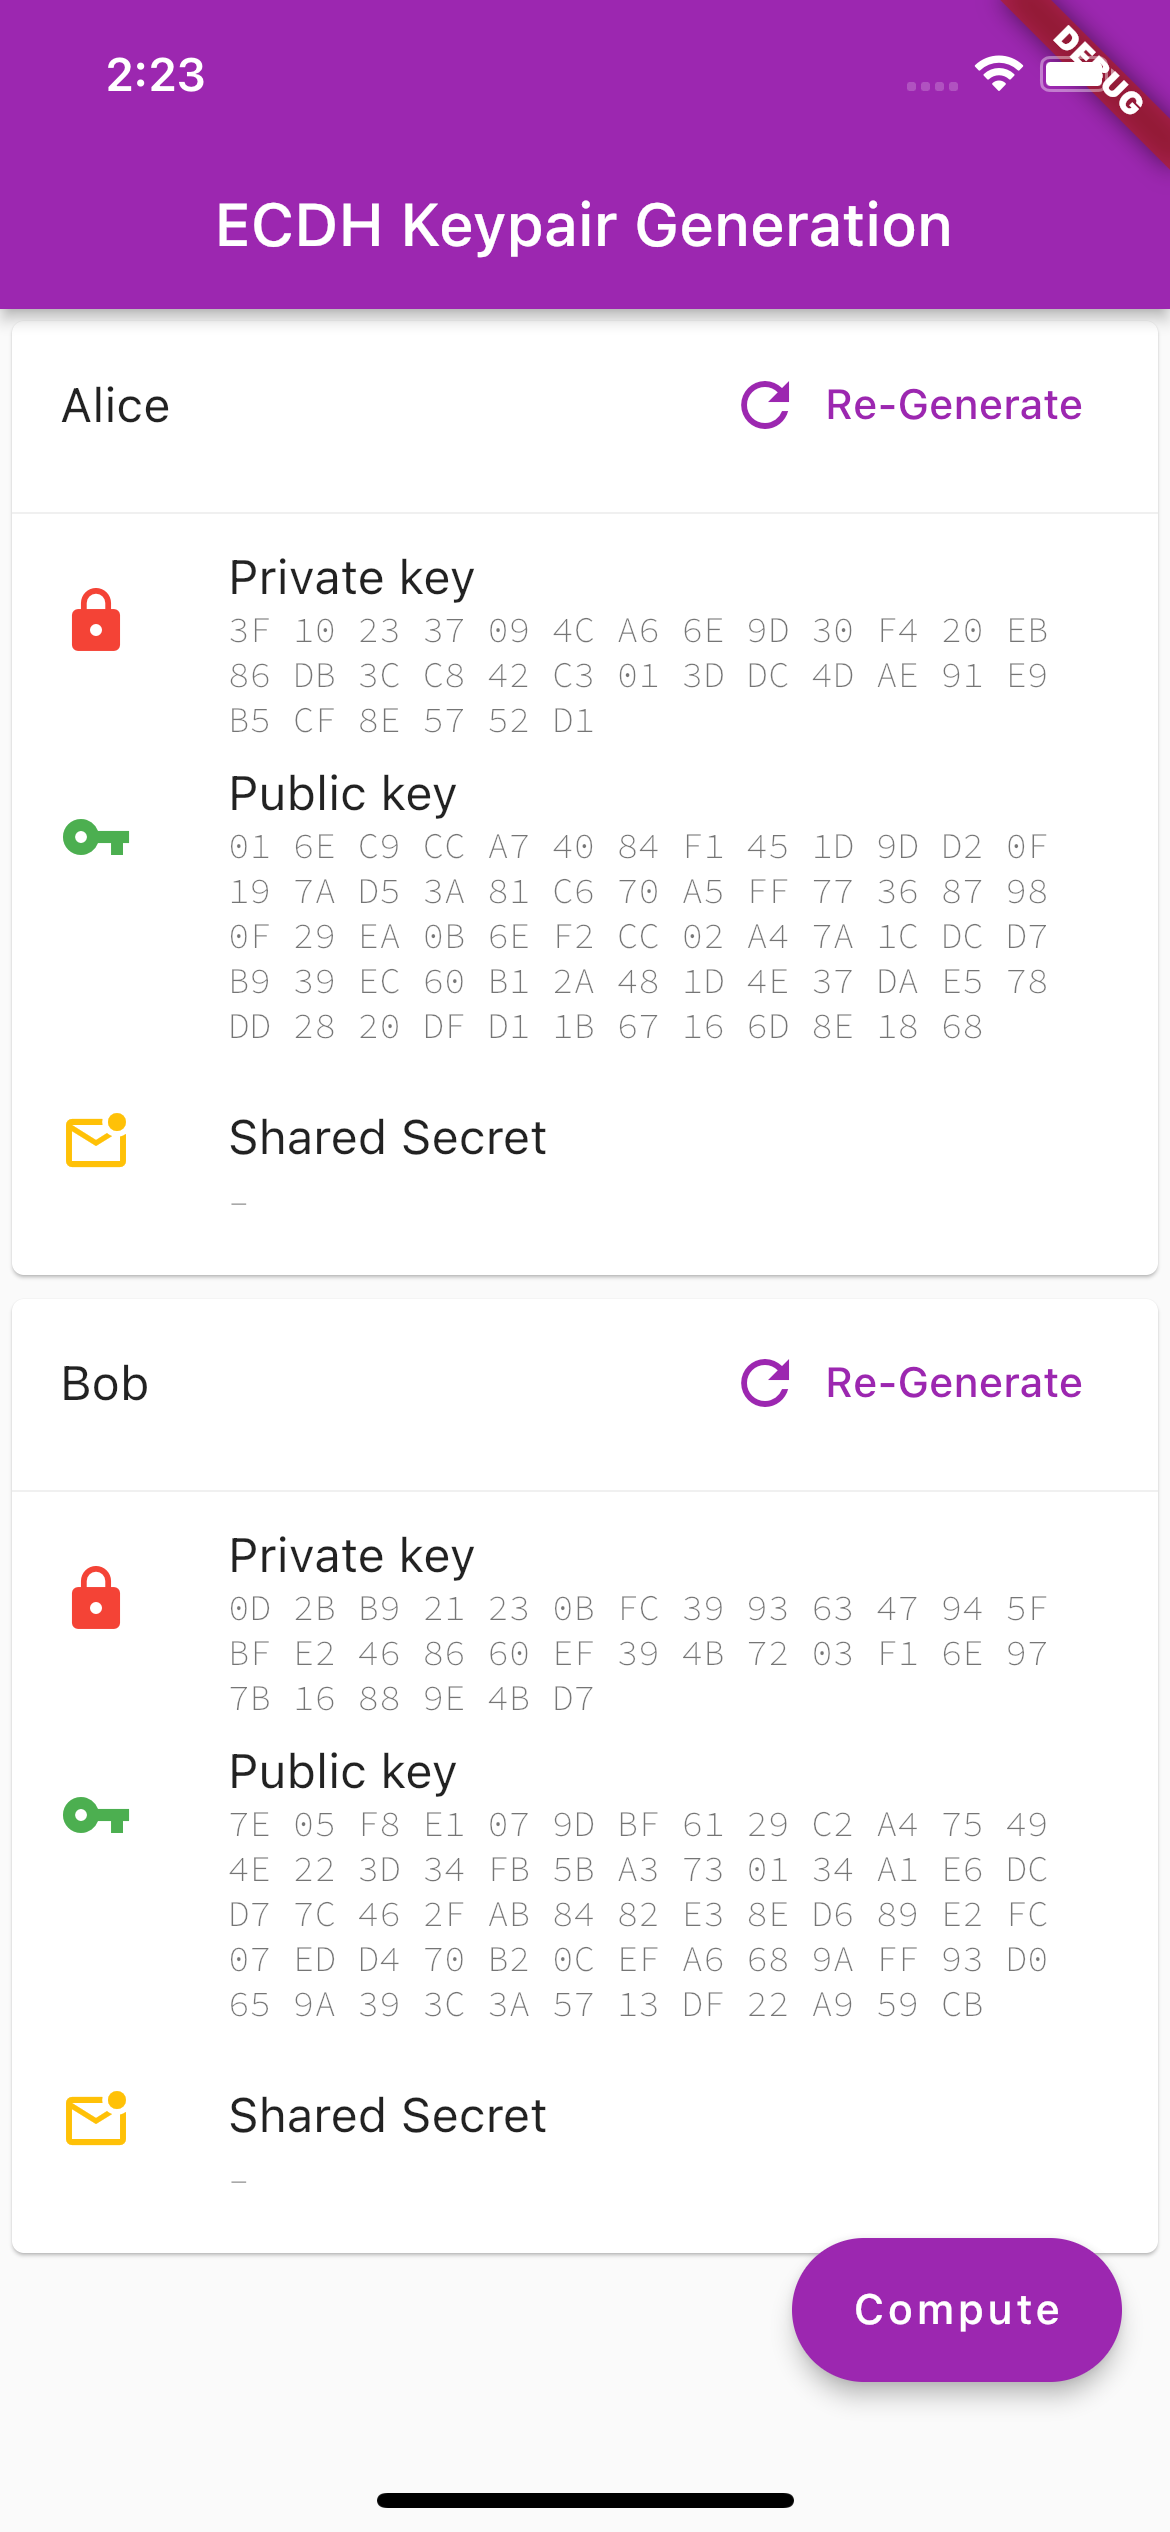 2:23
DEBUG
ECDH Keypair Generation
Alice
Re-Generate
Private key
3F 10 23 37 09 4C A6 6E 9D 30 F4 20 EB
86 DB 3C C8 42 C3 01 3D DC 4D AE 91 E9
B5 CF 8E 57 52 D1
Public key
01 6E C9 CC A7 40 84 F1 45 1D 9D D2 0F
19 7A D5 3A 81 C6 70 A5 FF 77 36 87 98
0F 29 EA 0B 6E F2 CC 02 A4 7A 1C DC D7
B9 39 EC 60 B1 2A 48 1D 4E 37 DA E5 78
DD 28 20 DF D1 1B 67 16 6D 8E 18 68
Shared Secret
-
Bob
Re-Generate
Private key
0D 2B B9 21 23 0B FC 39 93 63 47 94 5F
BF E2 46 86 60 EF 39 4B 72 03 F1 6E 97
7B 16 88 9E 4B D7
Public key
7E 05 F8 E1 07 9D BF 61 29 C2 A4 75 49
4E 22 3D 34 FB 5B A3 73 01 34 A1 E6 DC
D7 7C 46 2F AB 84 82 E3 8E D6 89 E2 FC
07 ED D4 70 B2 0C EF A6 68 9A FF 93 D0
65 9A 39 3C 3A 57 13 DF 22 A9 59 CB
Shared Secret
-
Compute